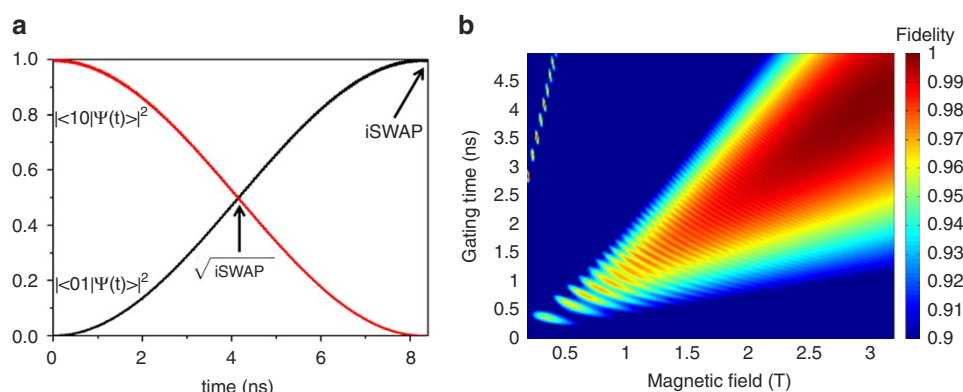 a
1.0
0.8
0.6
0.4
0.2
0.0
|<10|Ψ(t)>|²
iSWAP
√iSWAP
|<01|Ψ(t)>|²
0 2 4 6 8
time (ns)
b
Fidelity
Gating time (ns)
4.5
4
3.5
3
2.5
2
1.5
1
0.5
0
0.5 1 1.5 2 2.5 3
Magnetic field (T)
1
0.99
0.98
0.97
0.96
0.95
0.94
0.93
0.92
0.91
0.9